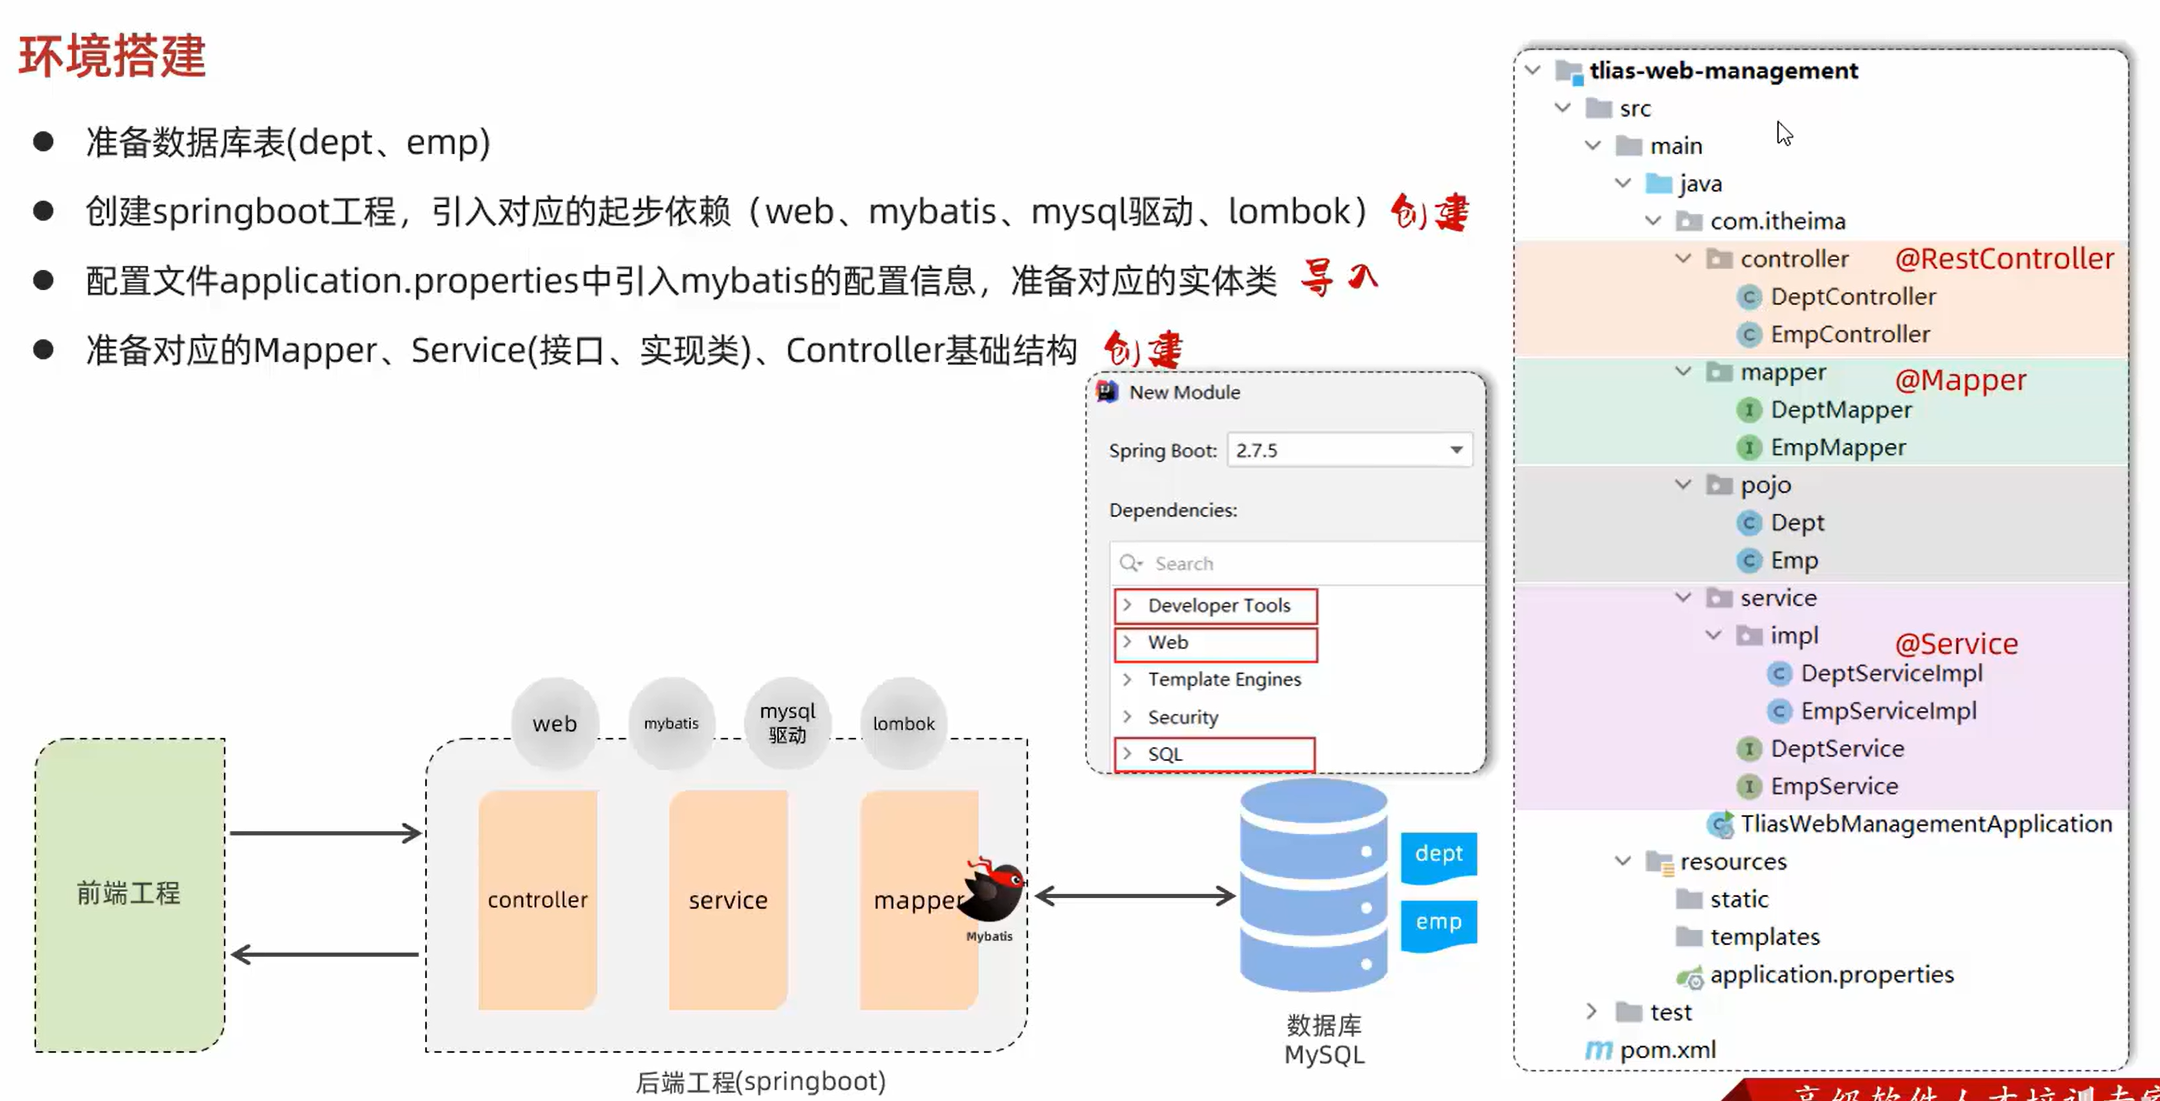 环境搭建
准备数据库表(dept、emp)
创建springboot工程，引入对应的起步依赖（web、mybatis、mysql驱动、lombok） 创建
配置文件application.properties中引入mybatis的配置信息，准备对应的实体类 导入
准备对应的Mapper、Service(接口、实现类)、Controller基础结构 创建
New Module
Spring Boot: 2.7.5
Dependencies:
Search
Developer Tools
Web
Template Engines
Security
SQL
web
mybatis
mysql
驱动
lombok
前端工程
controller
service
mapper
Mybatis
后端工程(springboot)
dept
emp
数据库
MySQL
tlias-web-management
src
main
java
com.itheima
controller @RestController
DeptController
EmpController
mapper @Mapper
DeptMapper
EmpMapper
pojo
Dept
Emp
service
impl @Service
DeptServiceImpl
EmpServiceImpl
DeptService
EmpService
TliasWebManagementApplication
resources
static
templates
application.properties
test
pom.xml
高级软件人才培训专家